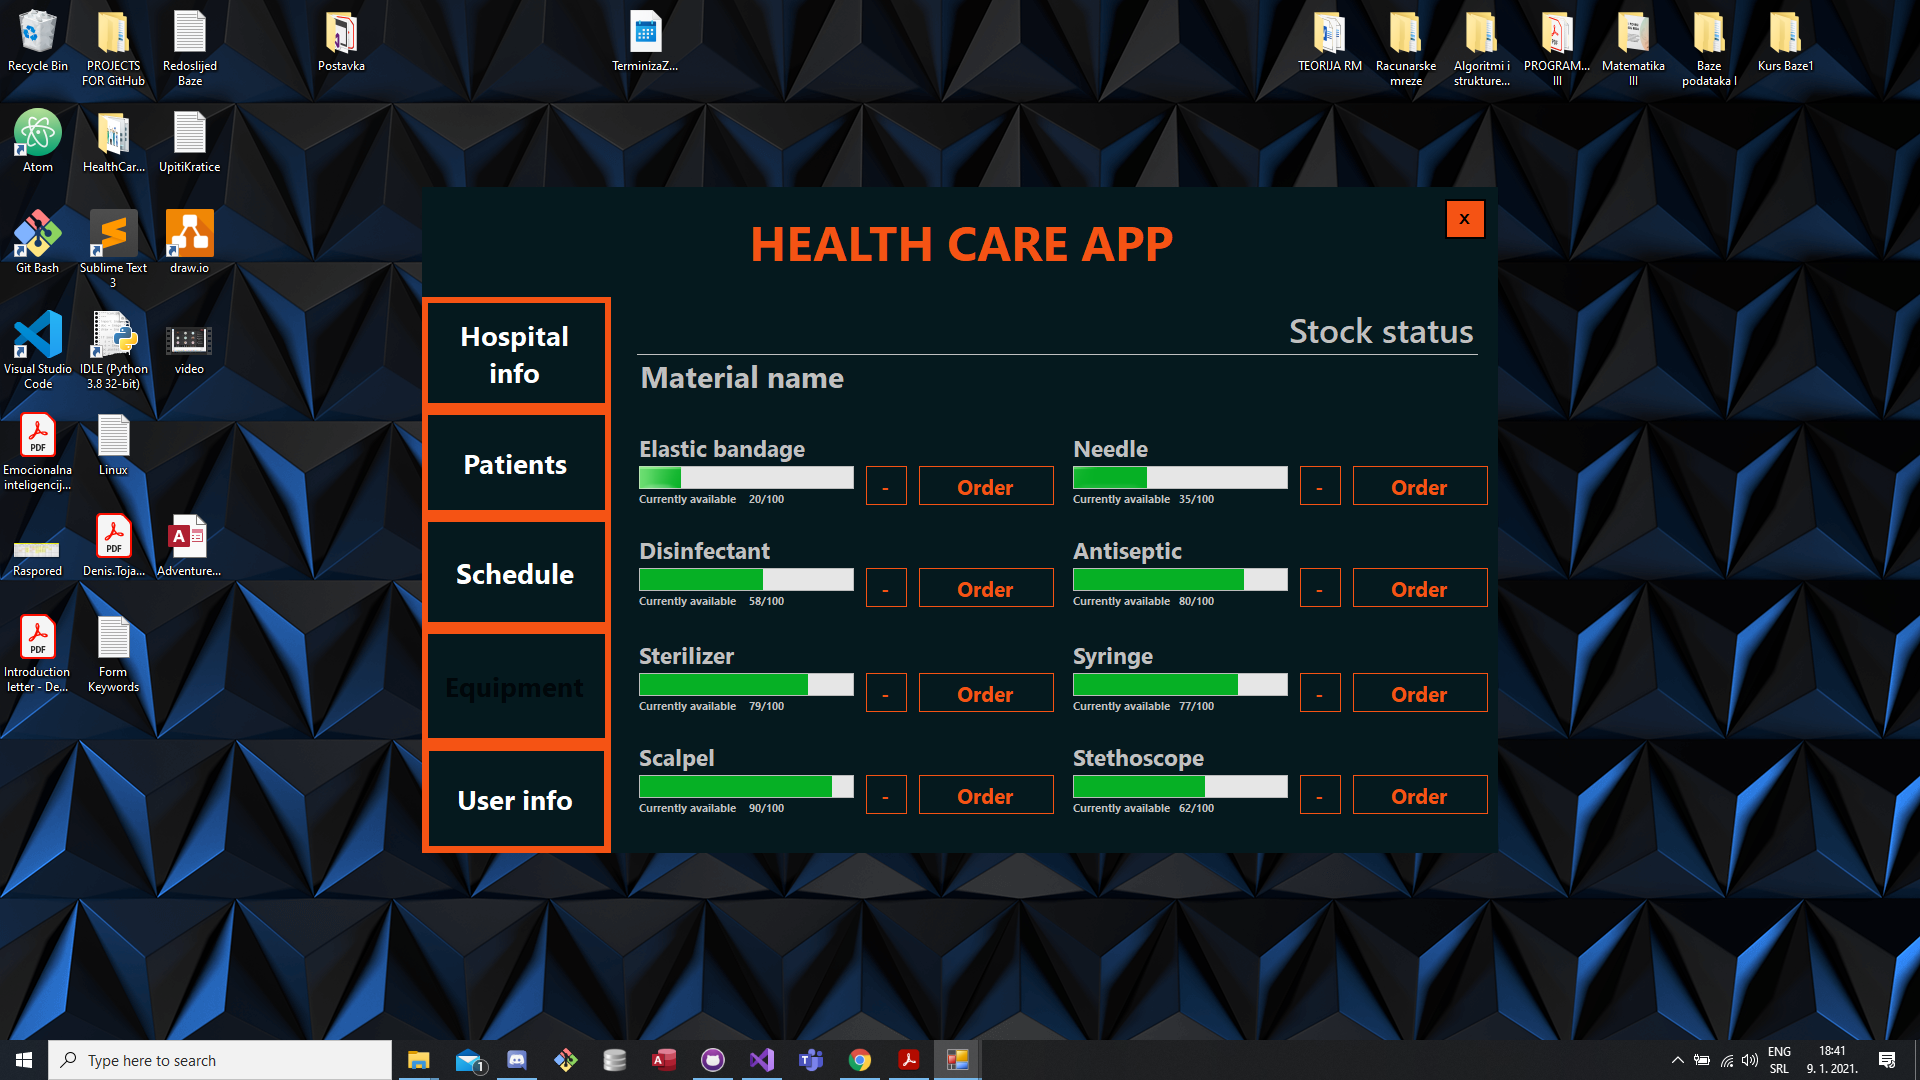 Recycle Bin
PROJECTS
FOR GitHub
Redoslijed
Baze
Postavka
TerminizaZ...
TEORIJA RM
Racunarske
mreze
Algoritmi i
strukture...
PROGRAM...
III
Matematika
III
Baze
podataka I
Kurs Baze1
Atom
HealthCar...
UpitiKratice
Git Bash
Sublime Text
3
draw.io
Visual Studio
Code
IDLE (Python
3.8 32-bit)
video
PDF
Emocionalna
inteligencij...
Linux
Raspored
PDF
Denis.Toja...
A
Adventure...
PDF
Introduction
letter - De...
Form
Keywords
HEALTH CARE APP
x
Hospital
info
Patients
Schedule
Equipment
User info
Stock status
Material name
Elastic bandage
- Order
Currently available 20/100
Needle
- Order
Currently available 35/100
Disinfectant
- Order
Currently available 58/100
Antiseptic
- Order
Currently available 80/100
Sterilizer
- Order
Currently available 79/100
Syringe
- Order
Currently available 77/100
Scalpel
- Order
Currently available 90/100
Stethoscope
- Order
Currently available 62/100
Type here to search
1
ENG
SRL
18:41
9. 1. 2021.